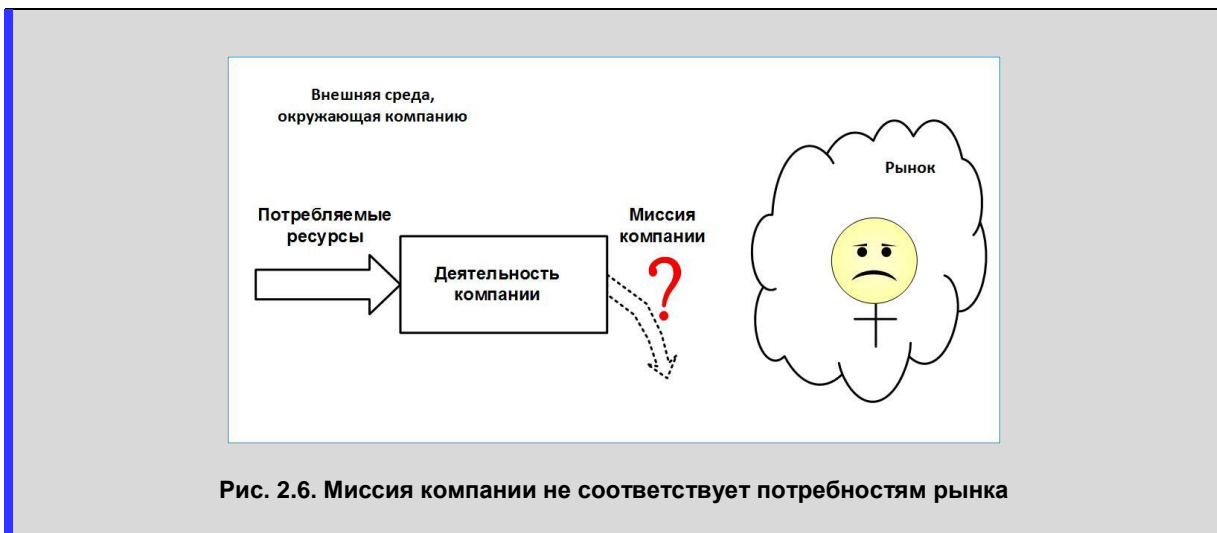 Внешняя среда,
окружающая компанию
Рынок
Потребляемые
ресурсы
Миссия
компании
?
Деятельность
компании
Рис. 2.6. Миссия компании не соответствует потребностям рынка